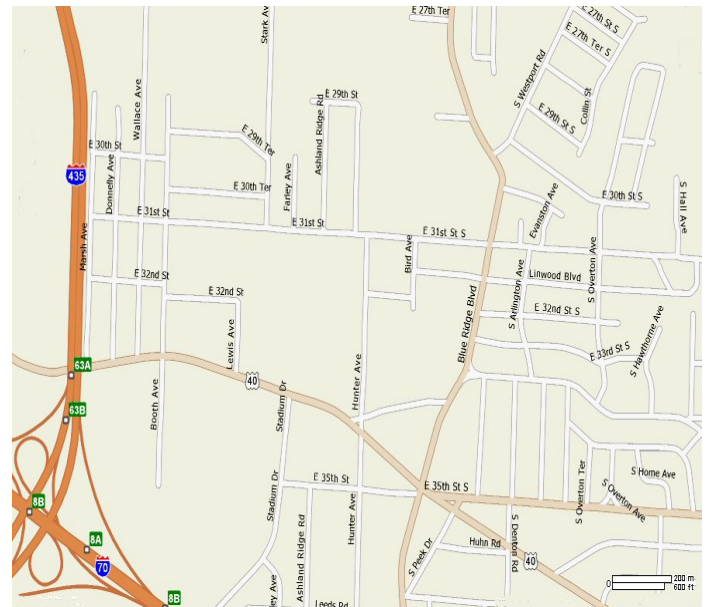 E 27th Ter
E 27th St S
E 27th Ter S
Stark Av
S Westport Rd
Collin St
Wallace Ave
E 29th St
Ashland Ridge Rd
E 29th St S
E 29th Ter
E 30th St
Donnelly Ave
435
E 30th Ter
Farley Ave
Evanston Ave
E 30th St S
S Hall Ave
E 31st St
E 31st St
E 31st St S
Marsh Ave
Bird Ave
S Arlington Ave
S Overton Ave
E 32nd St
Linwood Blvd
E 32nd St
Blue Ridge Blvd
E 32nd St S
S Hawthorne Ave
Lewis Ave
E 33rd St S
63A
40
Booth Ave
Stadium Dr
Hunter Ave
63B
S Overton Ter
S Home Ave
E 35th St
E 35th St S
S Overton Ave
Stadium Dr
8B
Ashland Ridge Rd
Hunter Ave
8A
S Peek Dr
Huhn Rd
S Denton Rd
40
70
0
200 m
600 ft
8B
ley Ave
Leeds Rd